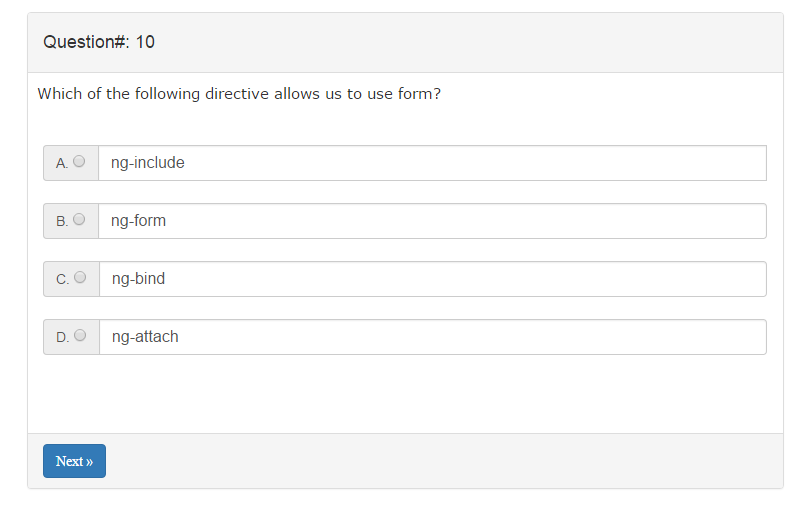 Question#: 10
Which of the following directive allows us to use form?
A. ng-include
B. ng-form
C. ng-bind
D. ng-attach
Next »